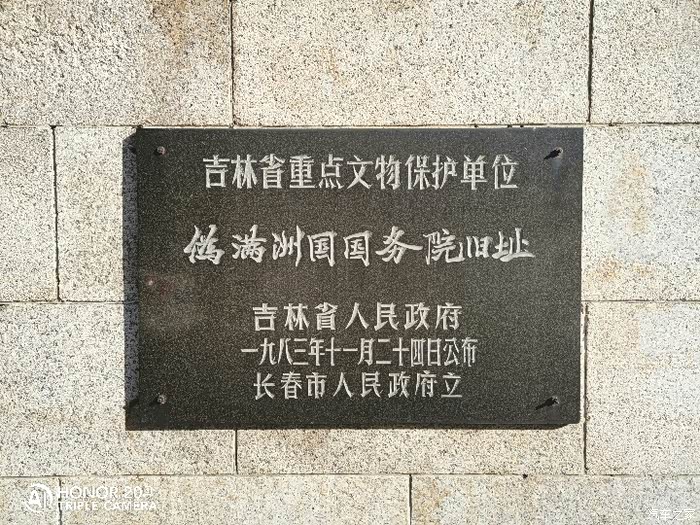 吉林省重点文物保护单位
伪满洲国国务院旧址
吉林省人民政府
一九八三年十一月二十四日公布
长春市人民政府立
AI HONOR 20i
TRIPLE CAMERA